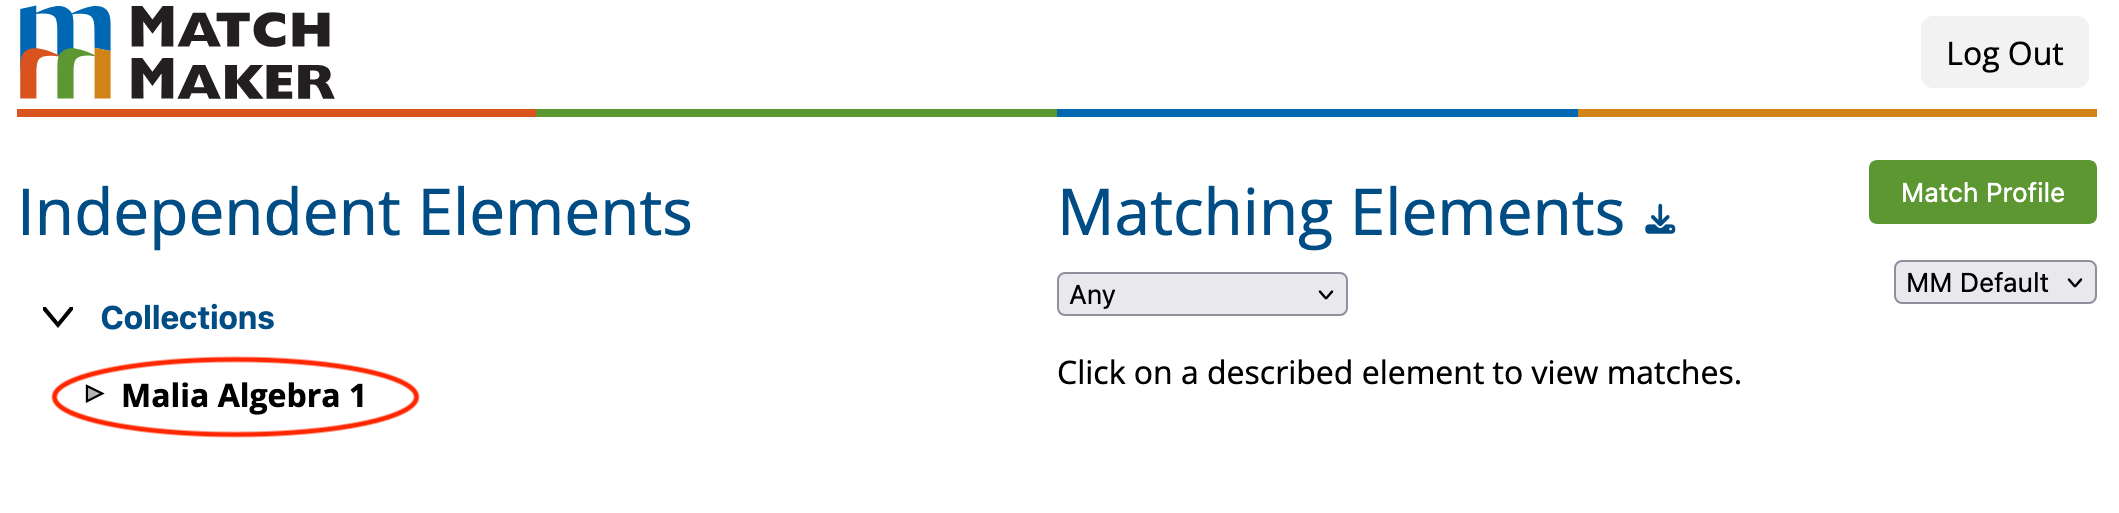 MATCH
MAKER
Log Out
Independent Elements
Collections
Malia Algebra 1
Matching Elements
Match Profile
Any
MM Default
Click on a described element to view matches.